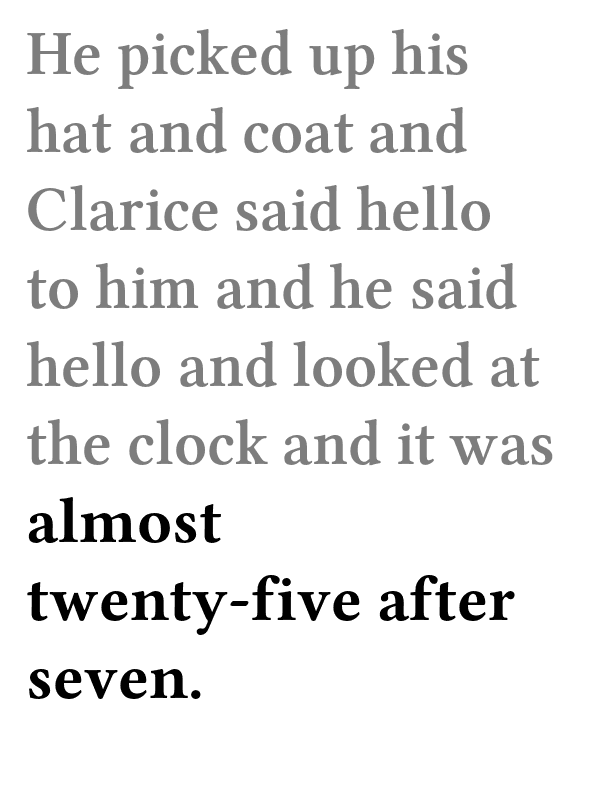 He picked up his
hat and coat and
Clarice said hello
to him and he said
hello and looked at
the clock and it was
almost
twenty-five after
seven.